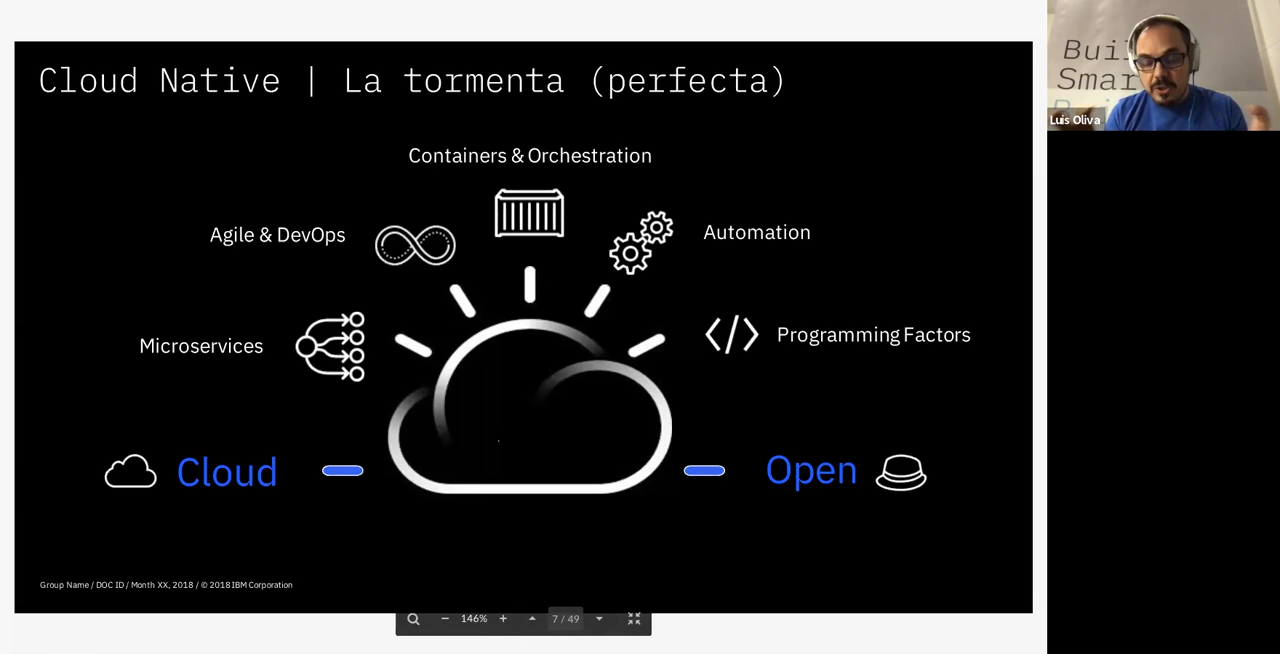 Cloud Native | La tormenta (perfecta)
Containers & Orchestration
Agile & DevOps
Automation
Microservices
Programming Factors
Cloud
Open
Group Name / DOC ID / Month XX, 2018 / © 2018 IBM Corporation
146%
7 / 49
Luis Oliva